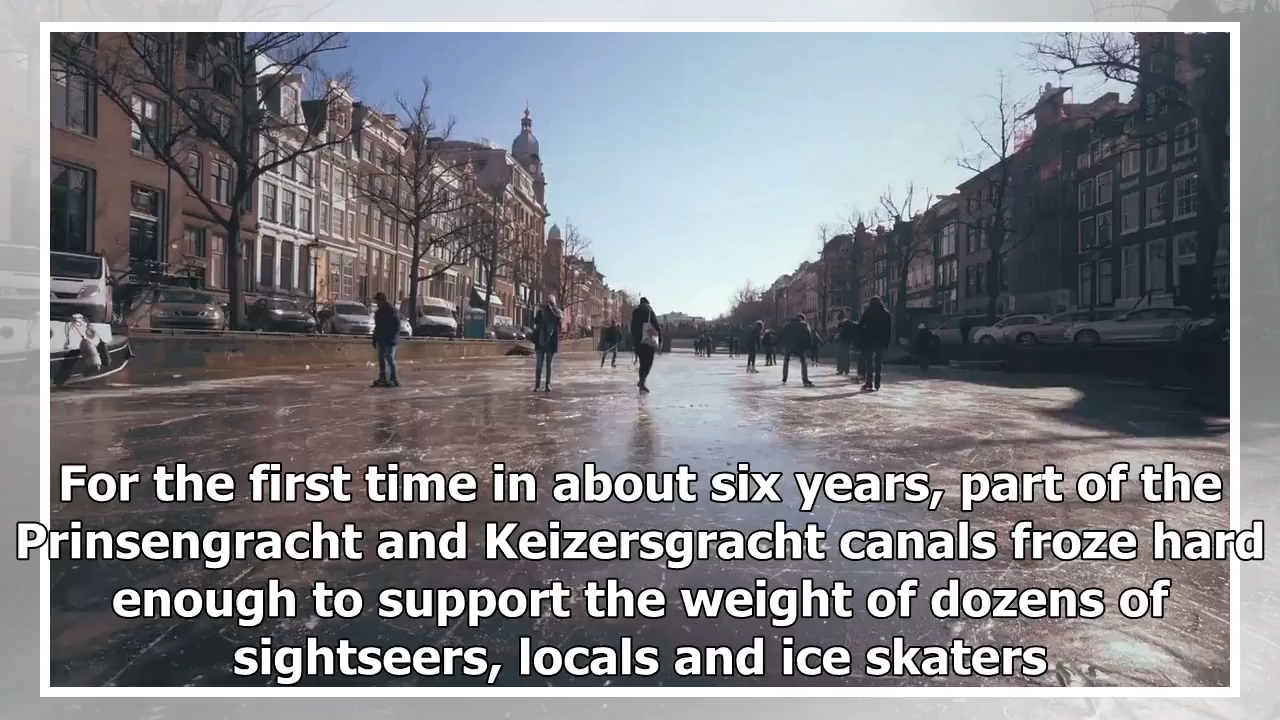 For the first time in about six years, part of the
Prinsengracht and Keizersgracht canals froze hard
enough to support the weight of dozens of
sightseers, locals and ice skaters